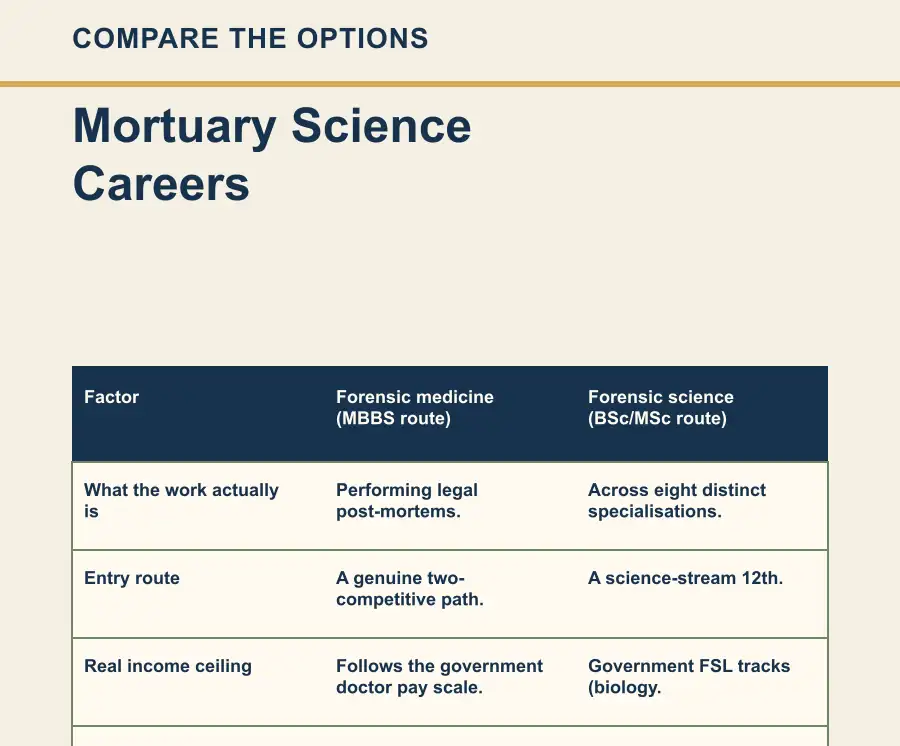 COMPARE THE OPTIONS
Mortuary Science
Careers
Factor
Forensic medicine
(MBBS route)
Forensic science
(BSc/MSc route)
What the work actually
is
Performing legal
post-mortems.
Across eight distinct
specialisations.
Entry route
A genuine two-
competitive path.
A science-stream 12th.
Real income ceiling
Follows the government
doctor pay scale.
Government FSL tracks
(biology.